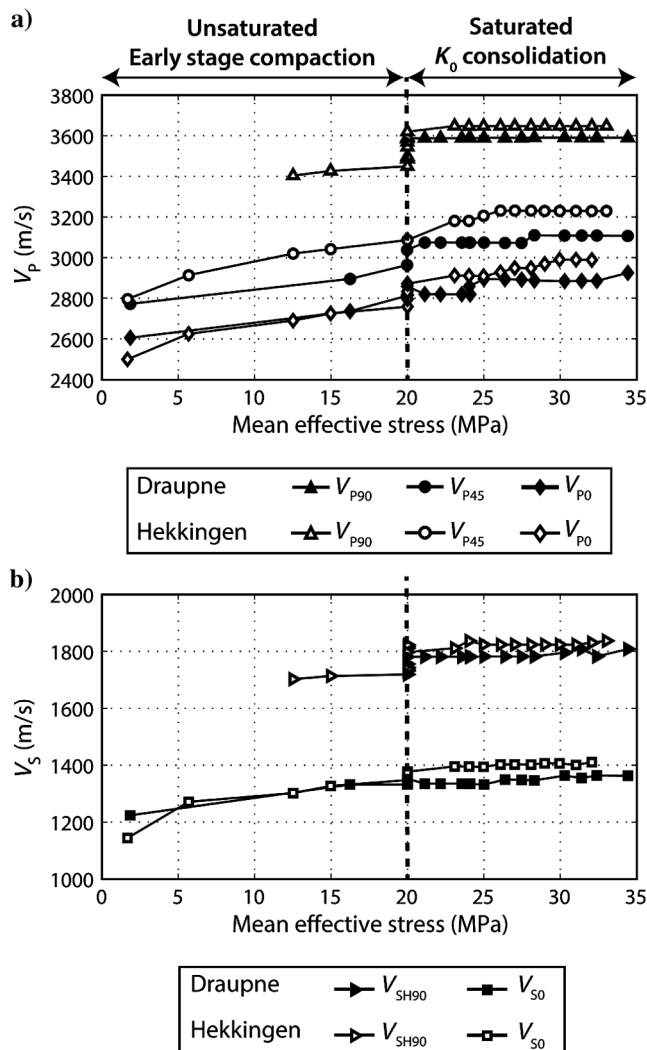 a)
Unsaturated
Early stage compaction
Saturated
K0 consolidation
3800
3600
3400
3200
3000
2800
2600
2400
VP (m/s)
0 5 10 15 20 25 30 35
Mean effective stress (MPa)
Draupne VP90 VP45 VP0
Hekkingen VP90 VP45 VP0
b)
2000
1800
1600
1400
1200
1000
VS (m/s)
0 5 10 15 20 25 30 35
Mean effective stress (MPa)
Draupne VSH90 VS0
Hekkingen VSH90 VS0